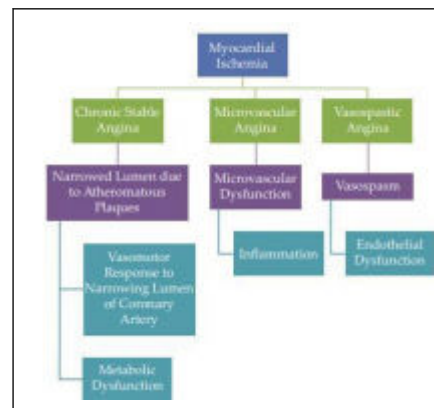 Myocardial
Ischemia
Chronic Stable
Angina
Microvascular
Angina
Vasospastic
Angina
Narrowed Lumen due
to Atheromatous
Plaques
Microvascular
Dysfunction
Vasospasm
Vasomotor
Response to
Narrowing Lumen
of Coronary
Artery
Inflammation
Endothelial
Dysfunction
Metabolic
Dysfunction